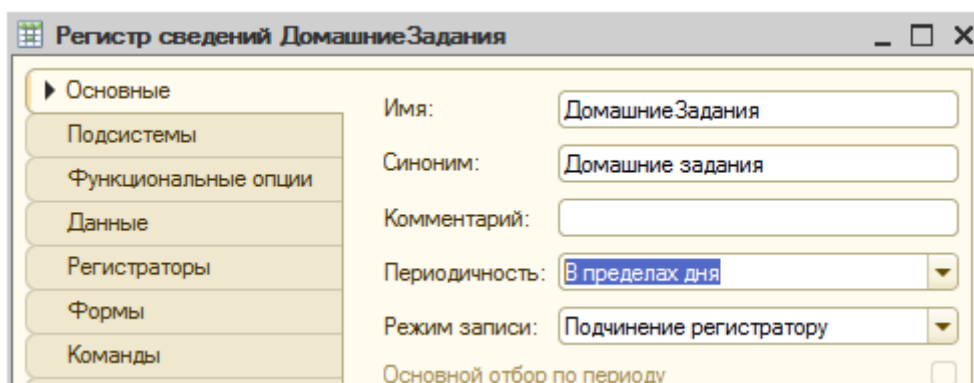 Регистр сведений ДомашниеЗадания
Основные
Подсистемы
Функциональные опции
Данные
Регистраторы
Формы
Команды
Имя: ДомашниеЗадания
Синоним: Домашние задания
Комментарий:
Периодичность: В пределах дня
Режим записи: Подчинение регистратору
Основной отбор по периоду